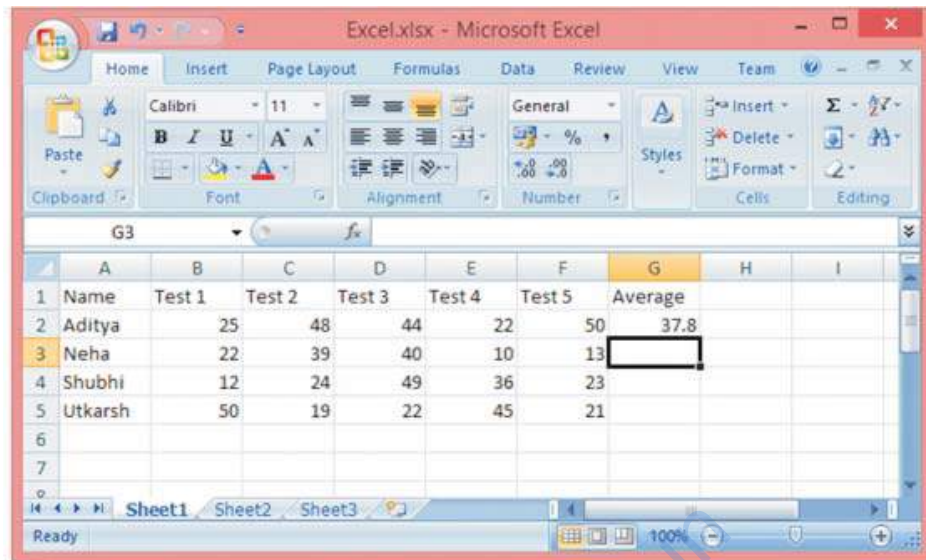 Excel.xlsx - Microsoft Excel
Home Insert Page Layout Formulas Data Review View Team
Calibri 11 General Insert Σ
Paste B I U A A % , Styles Delete
A Format
Clipboard Font Alignment Number Cells Editing
G3 fx
A B C D E F G H I
1 Name Test 1 Test 2 Test 3 Test 4 Test 5 Average
2 Aditya 25 48 44 22 50 37.8
3 Neha 22 39 40 10 13
4 Shubhi 12 24 49 36 23
5 Utkarsh 50 19 22 45 21
6
7
Sheet1 Sheet2 Sheet3
Ready 100%